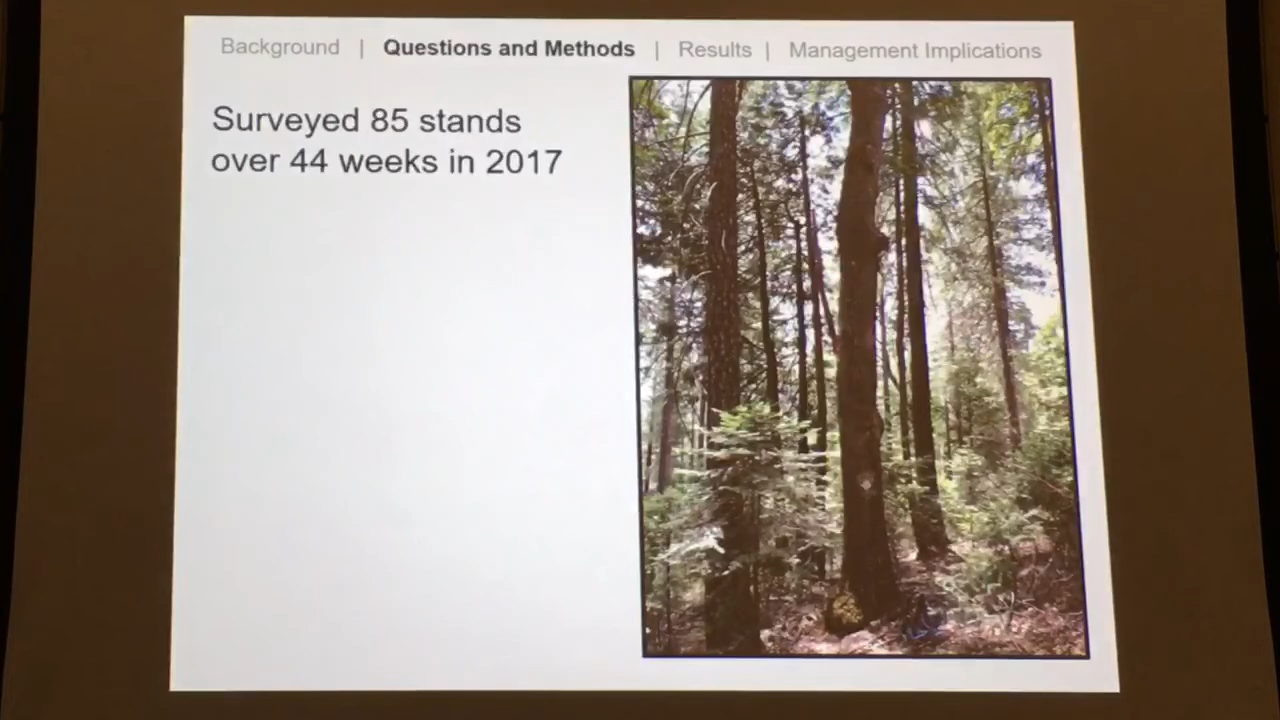 Background | Questions and Methods | Results | Management Implications
Surveyed 85 stands
over 44 weeks in 2017